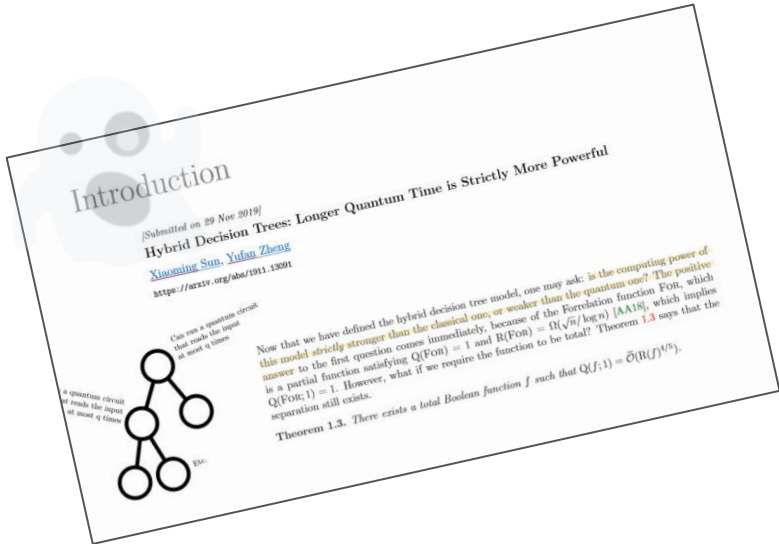 Introduction
[Submitted on 29 Nov 2019]
Hybrid Decision Trees: Longer Quantum Time is Strictly More Powerful
Xiaoming Sun, Yufan Zheng
https://arxiv.org/abs/1911.13091
Can run a quantum circuit
that reads the input
at most q times
a quantum circuit
at reads the input
at most q times
Etc.
Now that we have defined the hybrid decision tree model, one may ask: is the computing power of
this model strictly stronger than the classical one, or weaker than the quantum one? The positive
answer to the first question comes immediately, because of the Forrelation function FOR, which
is a partial function satisfying Q(FOR) = 1 and R(FOR) = Ω(√n/ log n) [AA18], which implies
Q(FOR; 1) = 1. However, what if we require the function to be total? Theorem 1.3 says that the
separation still exists.
Theorem 1.3. There exists a total Boolean function f such that Q(f; 1) = Õ(R(f)^{4/5}).